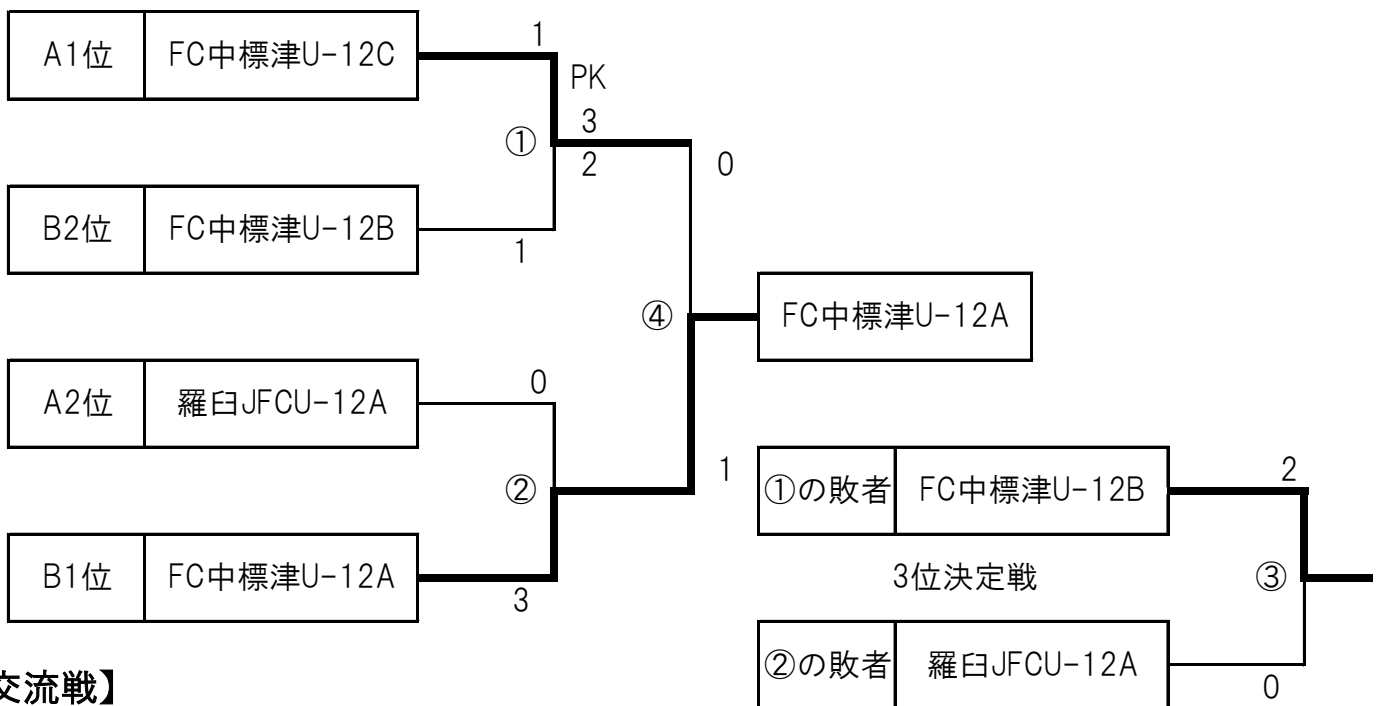 1
A1位 FC中標津U-12C
PK
3
①
2
0
B2位 FC中標津U-12B
1
④ FC中標津U-12A
0
A2位 羅臼JFCU-12A
1
2
②
①の敗者 FC中標津U-12B
B1位 FC中標津U-12A
3位決定戦
③
3
②の敗者 羅臼JFCU-12A
0
交流戦】